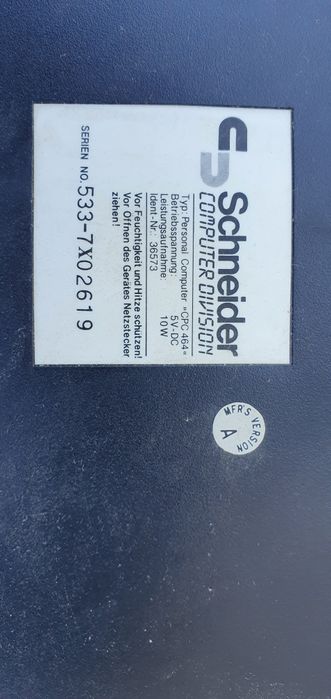 Schneider
COMPUTER DIVISION
Typ: Personal Computer »CPC 464«
Betriebsspannung: 5V-DC
Leistungsaufnahme: 10W
Ident-Nr.: 36573
Vor Feuchtigkeit und Hitze schützen!
Vor Öffnen des Gerätes Netzstecker
ziehen!
SERIEN NO. 533-7X02619
MFR'S VERSION
A